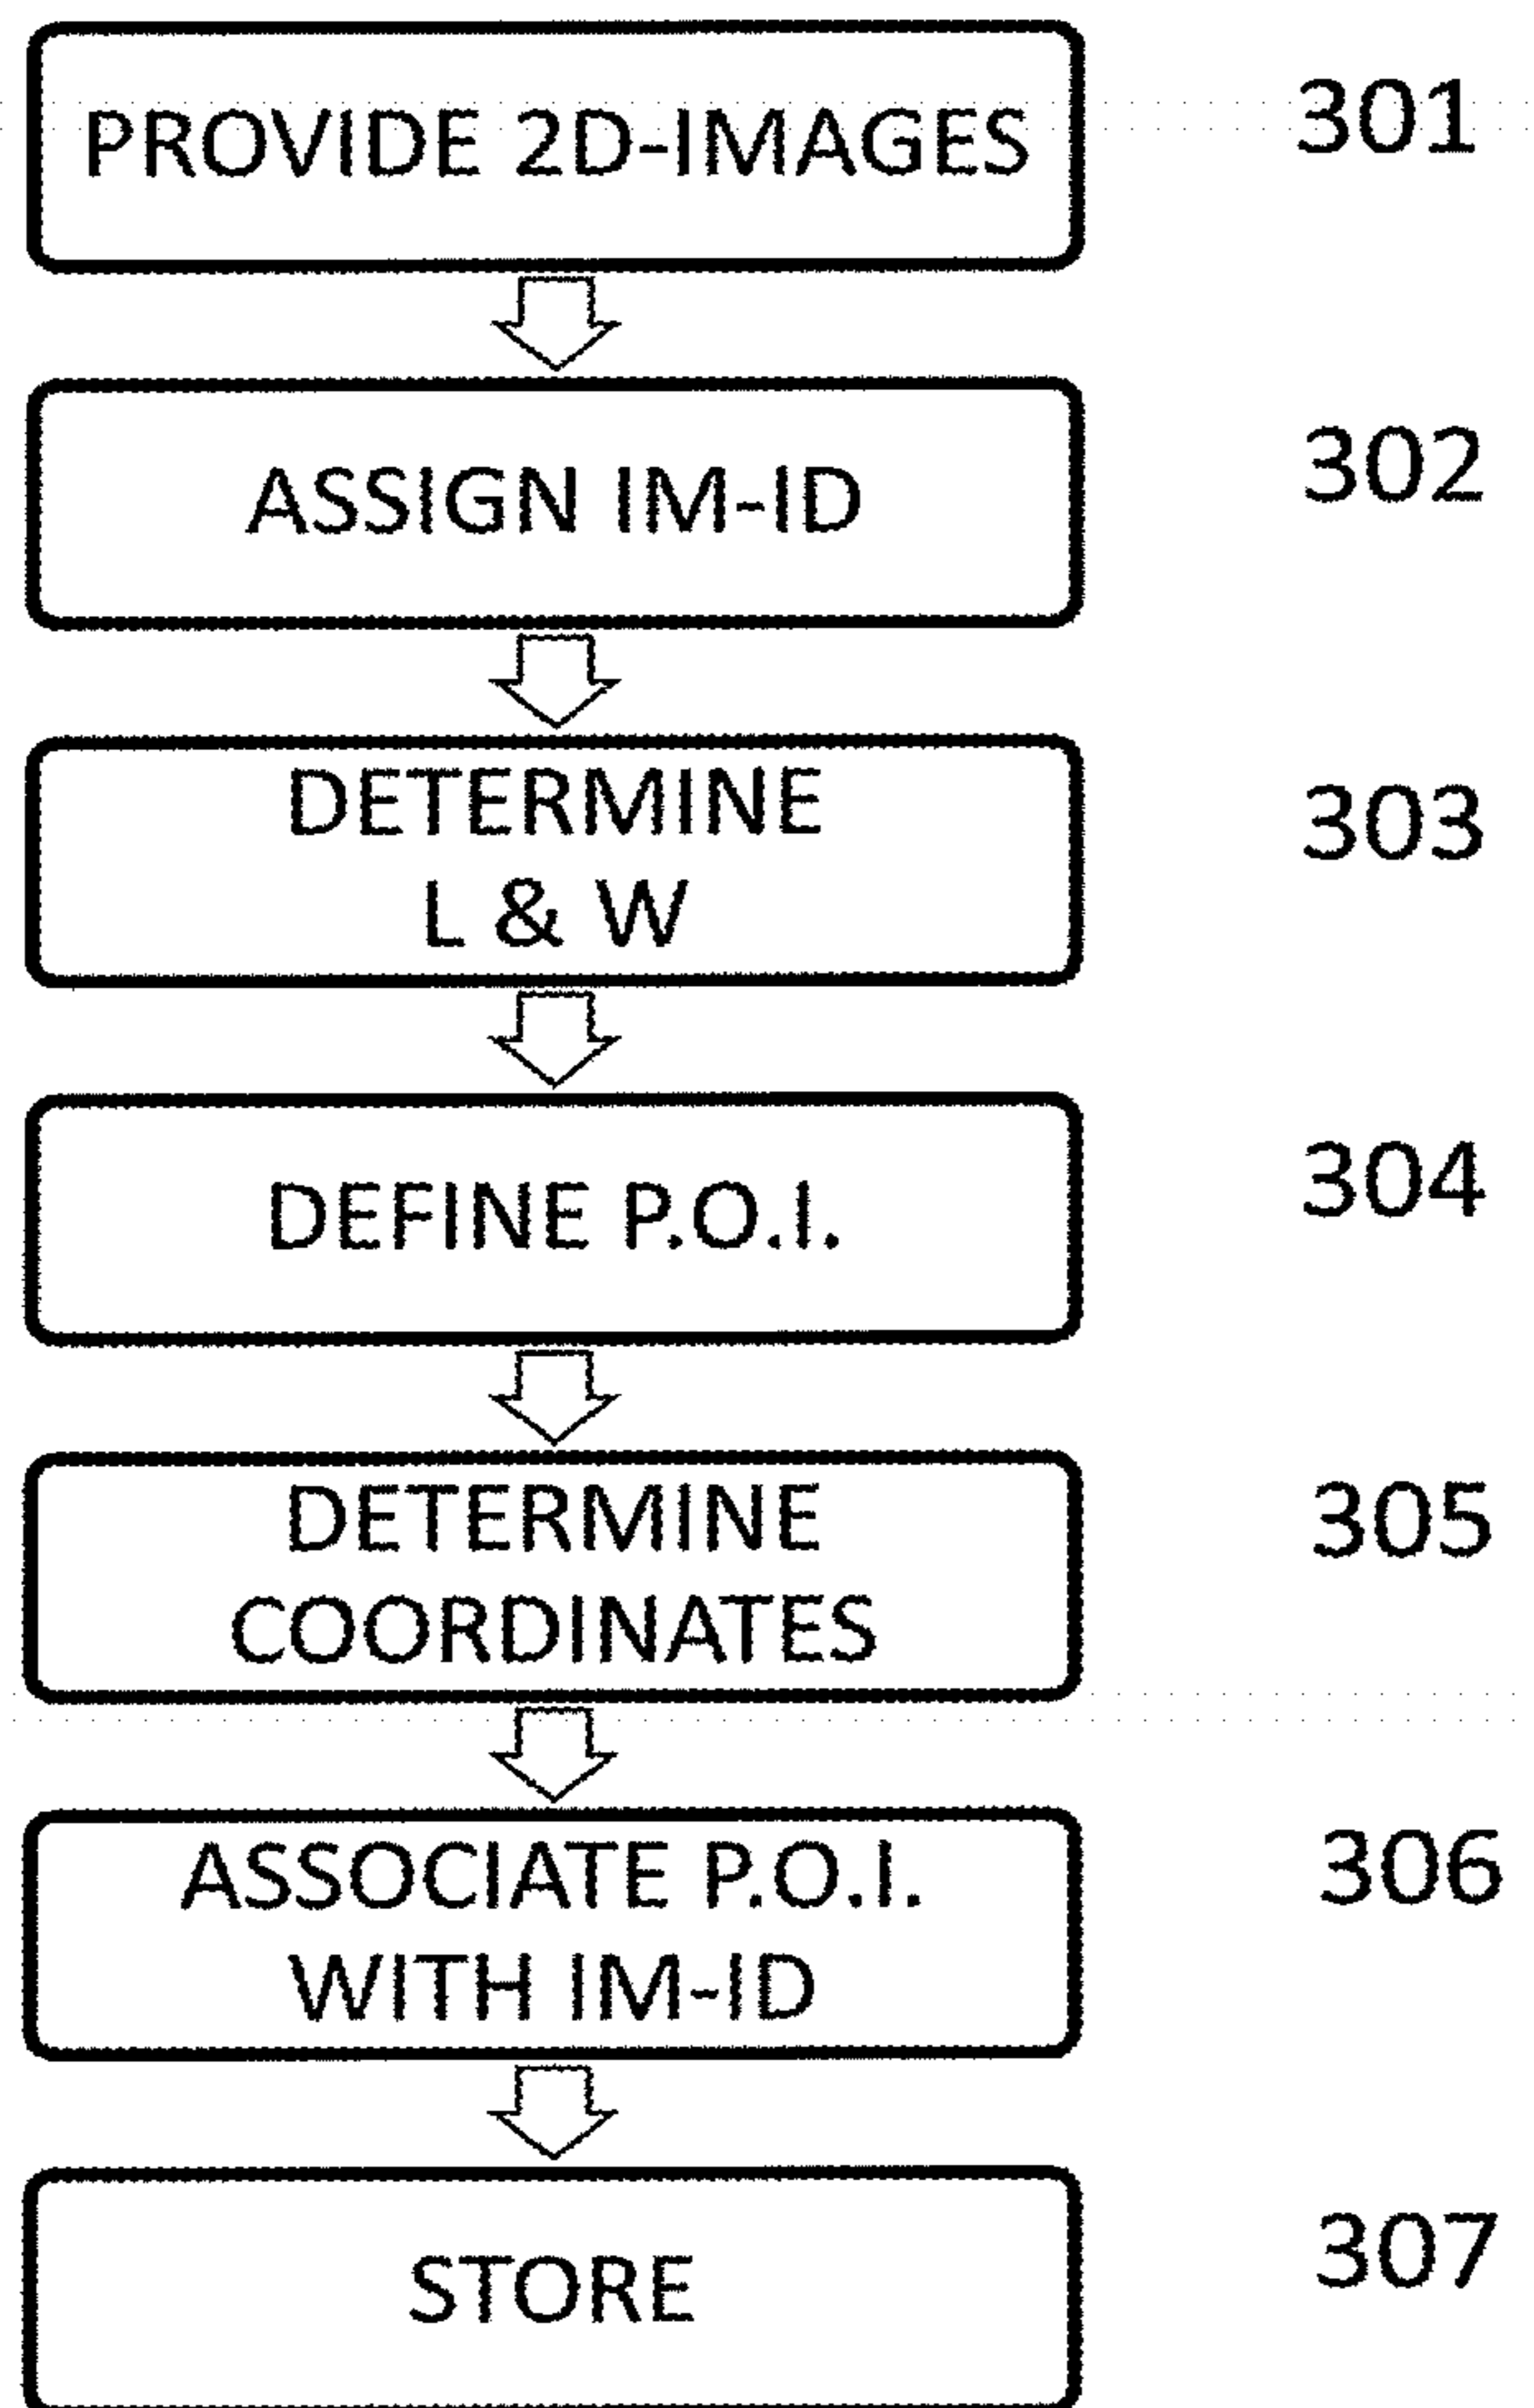 PROVIDE 2D-IMAGES 301
ASSIGN IM-ID 302
DETERMINE 303
L & W
DEFINE P.O.I. 304
DETERMINE 305
COORDINATES
ASSOCIATE P.O.I. 306
WITH IM-ID
STORE 307